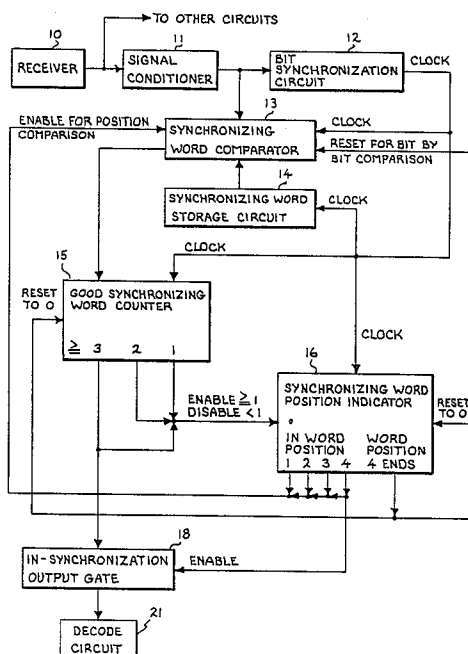 TO OTHER CIRCUITS
10
11
12
RECEIVER
SIGNAL
CONDITIONER
BIT
SYNCHRONIZATION
CIRCUIT
CLOCK
ENABLE FOR POSITION
COMPARISON
13
SYNCHRONIZING
WORD COMPARATOR
CLOCK
RESET FOR BIT BY
BIT COMPARISON
14
SYNCHRONIZING WORD
STORAGE CIRCUIT
CLOCK
15
CLOCK
RESET
TO 0
GOOD SYNCHRONIZING
WORD COUNTER
≧ 3 2 1
CLOCK
16
ENABLE ≧ 1
DISABLE < 1
SYNCHRONIZING WORD
POSITION INDICATOR
RESET
TO 0
IN WORD
POSITION
1 2 3 4
WORD
POSITION
4 ENDS
18
IN-SYNCHRONIZATION
OUTPUT GATE
ENABLE
21
DECODE
CIRCUIT